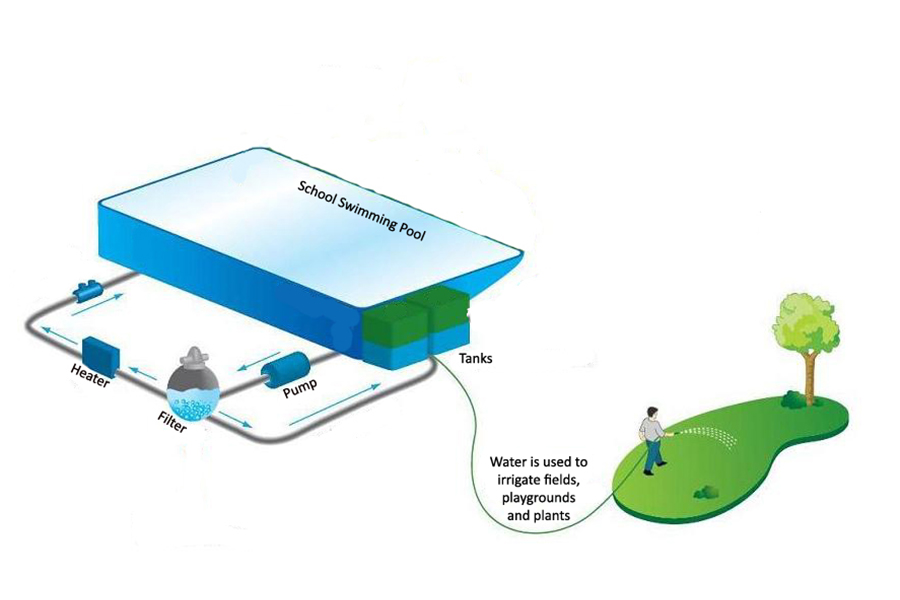 School Swimming Pool
Tanks
Heater
Pump
Filter
Water is used to
irrigate fields,
playgrounds
and plants